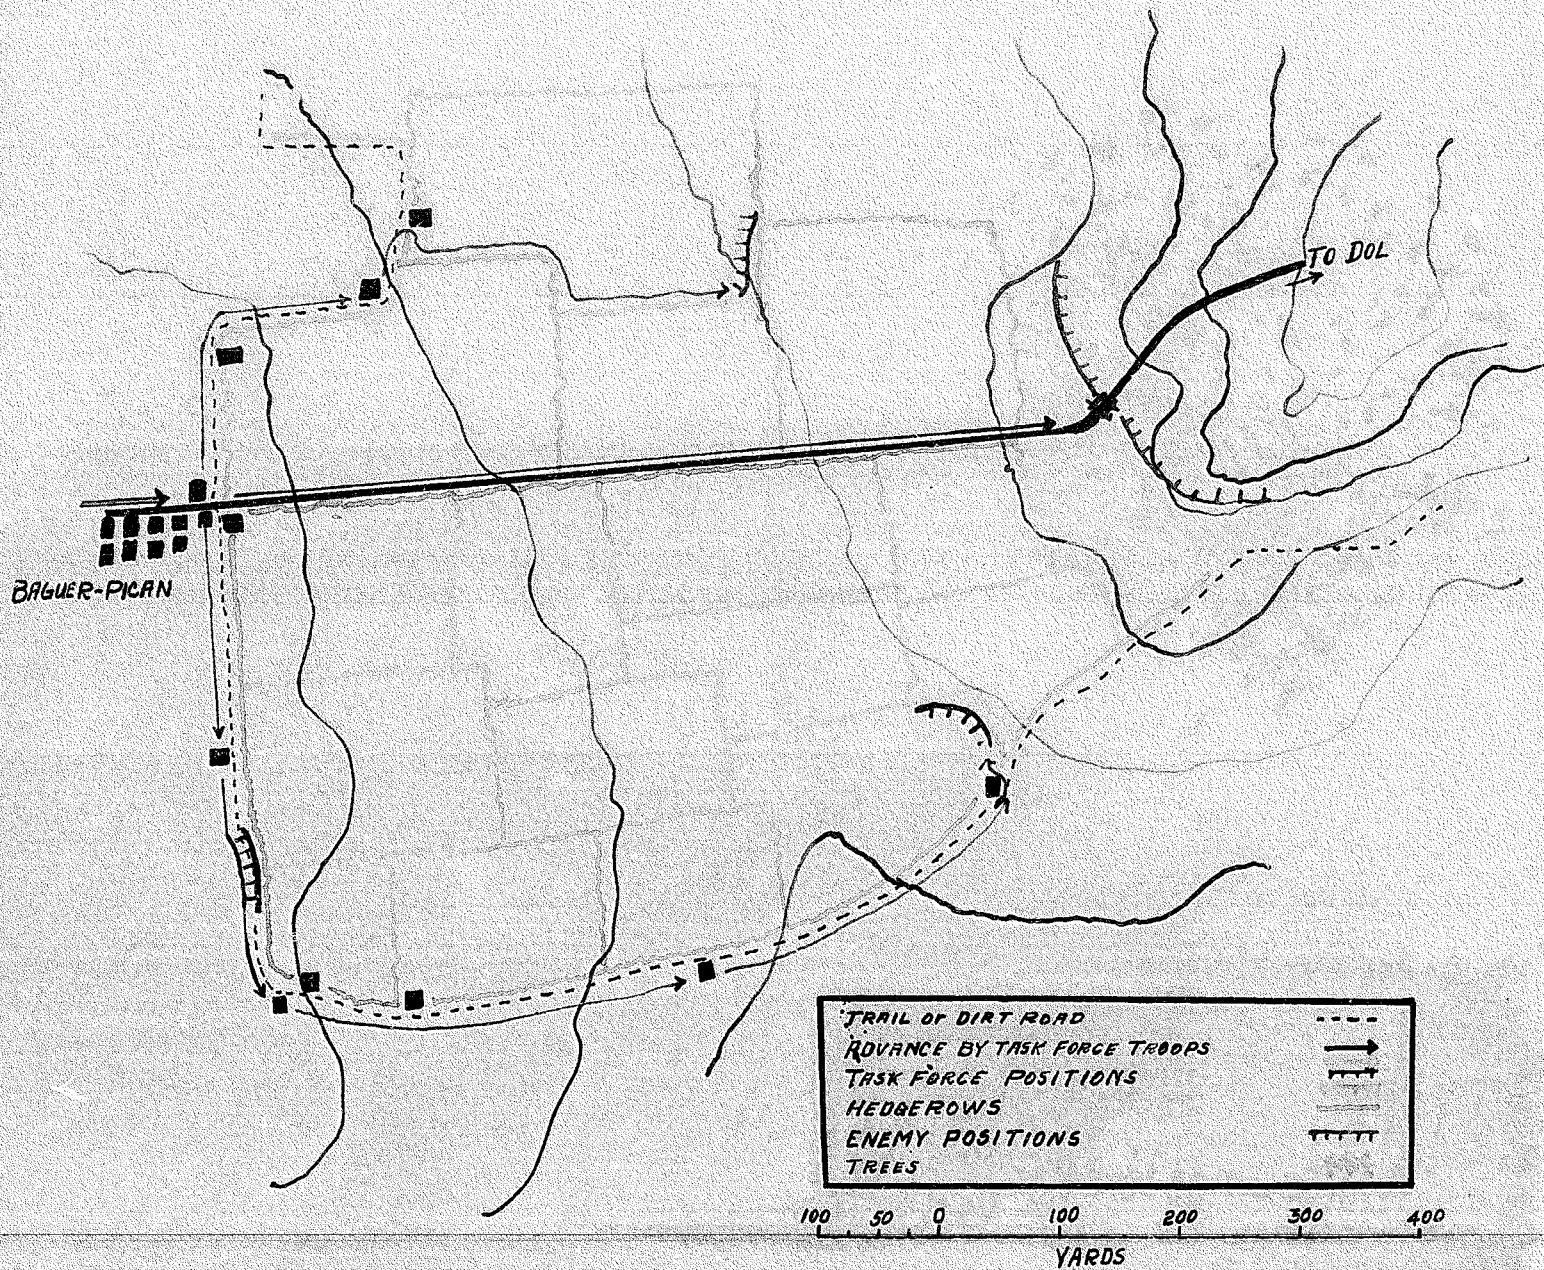 TO DOL
BAGUER-PICAN
TRAIL or DIRT ROAD
ADVANCE BY TASK FORCE TROOPS
TASK FORCE POSITIONS
HEDGEROWS
ENEMY POSITIONS
TREES
100 50 0 100 200 300 400
YARDS